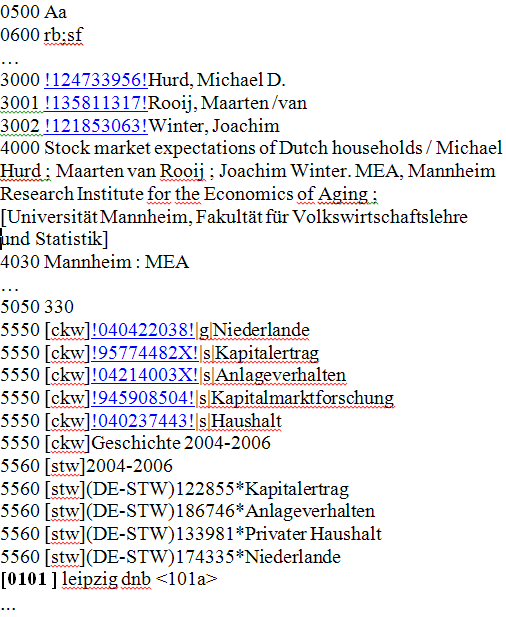 0500 Aa
0600 rb;sf
…
3000 !124733956!Hurd, Michael D.
3001 !135811317!Rooij, Maarten /van
3002 !121853063!Winter, Joachim
4000 Stock market expectations of Dutch households / Michael
Hurd ; Maarten van Rooij ; Joachim Winter. MEA, Mannheim
Research Institute for the Economics of Aging ;
[Universität Mannheim, Fakultät für Volkswirtschaftslehre
und Statistik]
4030 Mannheim : MEA
…
5050 330
5550 [ckw]!040422038!|g|Niederlande
5550 [ckw]!95774482X!|s|Kapitalertrag
5550 [ckw]!04214003X!|s|Anlageverhalten
5550 [ckw]!945908504!|s|Kapitalmarktforschung
5550 [ckw]!040237443!|s|Haushalt
5550 [ckw]Geschichte 2004-2006
5560 [stw]2004-2006
5560 [stw](DE-STW)122855*Kapitalertrag
5560 [stw](DE-STW)186746*Anlageverhalten
5560 [stw](DE-STW)133981*Privater Haushalt
5560 [stw](DE-STW)174335*Niederlande
[0101 ] leipzig dnb <101a>
...